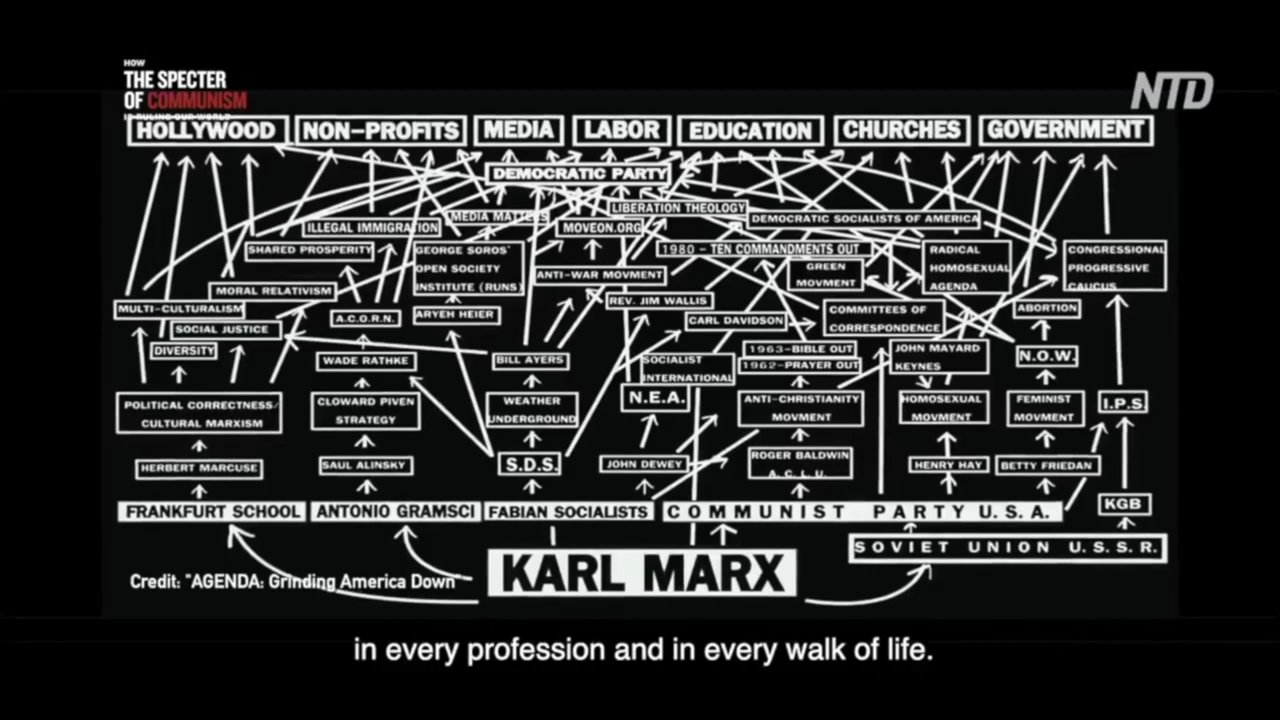 HOW
THE SPECTER
OF COMMUNISM
IS RULING OUR WORLD
NTD
HOLLYWOOD
NON-PROFITS
MEDIA
LABOR
EDUCATION
CHURCHES
GOVERNMENT
DEMOCRATIC PARTY
LIBERATION THEOLOGY
MEDIA MATTERS
DEMOCRATIC SOCIALISTS OF AMERICA
ILLEGAL IMMIGRATION
MOVEON.ORG
SHARED PROSPERITY
GEORGE SOROS'
OPEN SOCIETY
INSTITUTE (RUNS)
1980 - TEN COMMANDMENTS OUT
RADICAL
HOMOSEXUAL
AGENDA
CONGRESSIONAL
PROGRESSIVE
CAUCUS
GREEN
MOVMENT
ANTI-WAR MOVMENT
MORAL RELATIVISM
MULTI-CULTURALISM
REV. JIM WALLIS
A.C.O.R.N.
ARYEH HEIER
CARL DAVIDSON
COMMITTEES OF
CORRESPONDENCE
ABORTION
SOCIAL JUSTICE
DIVERSITY
WADE RATHKE
BILL AYERS
SOCIALIST
INTERNATIONAL
1963-BIBLE OUT
1962-PRAYER OUT
JOHN MAYARD
KEYNES
N.O.W.
POLITICAL CORRECTNESS/
CULTURAL MARXISM
CLOWARD PIVEN
STRATEGY
WEATHER
UNDERGROUND
N.E.A.
ANTI-CHRISTIANITY
MOVMENT
HOMOSEXUAL
MOVMENT
FEMINIST
MOVMENT
I.P.S.
HERBERT MARCUSE
SAUL ALINSKY
S.D.S.
JOHN DEWEY
ROGER BALDWIN
A. C. L. U.
HENRY HAY
BETTY FRIEDAN
KGB
FRANKFURT SCHOOL
ANTONIO GRAMSCI
FABIAN SOCIALISTS
COMMUNIST PARTY U.S.A.
SOVIET UNION U.S.S.R.
KARL MARX
Credit: "AGENDA: Grinding America Down"
in every profession and in every walk of life.